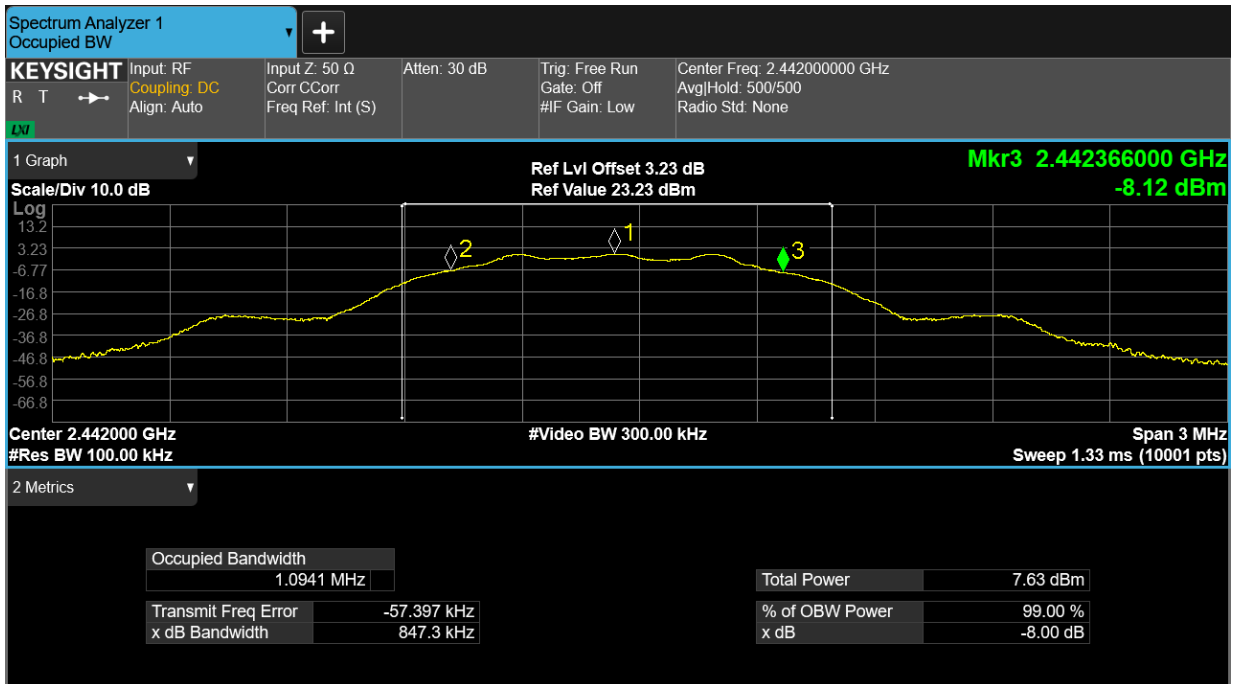 Spectrum Analyzer 1
Occupied BW
▼
+
KEYSIGHT
R T
LXI
Input: RF
Coupling: DC
Align: Auto
Input Z: 50 Ω
Corr CCorr
Freq Ref: Int (S)
Atten: 30 dB
Trig: Free Run
Gate: Off
#IF Gain: Low
Center Freq: 2.442000000 GHz
Avg|Hold: 500/500
Radio Std: None
1 Graph ▼
Scale/Div 10.0 dB
Ref Lvl Offset 3.23 dB
Ref Value 23.23 dBm
Mkr3 2.442366000 GHz
-8.12 dBm
Log
13.2
3.23
-6.77
-16.8
-26.8
-36.8
-46.8
-56.8
-66.8
2
1
3
Center 2.442000 GHz
#Res BW 100.00 kHz
#Video BW 300.00 kHz
Span 3 MHz
Sweep 1.33 ms (10001 pts)
2 Metrics ▼
Occupied Bandwidth
1.0941 MHz
Transmit Freq Error -57.397 kHz
x dB Bandwidth 847.3 kHz
Total Power 7.63 dBm
% of OBW Power 99.00 %
x dB -8.00 dB